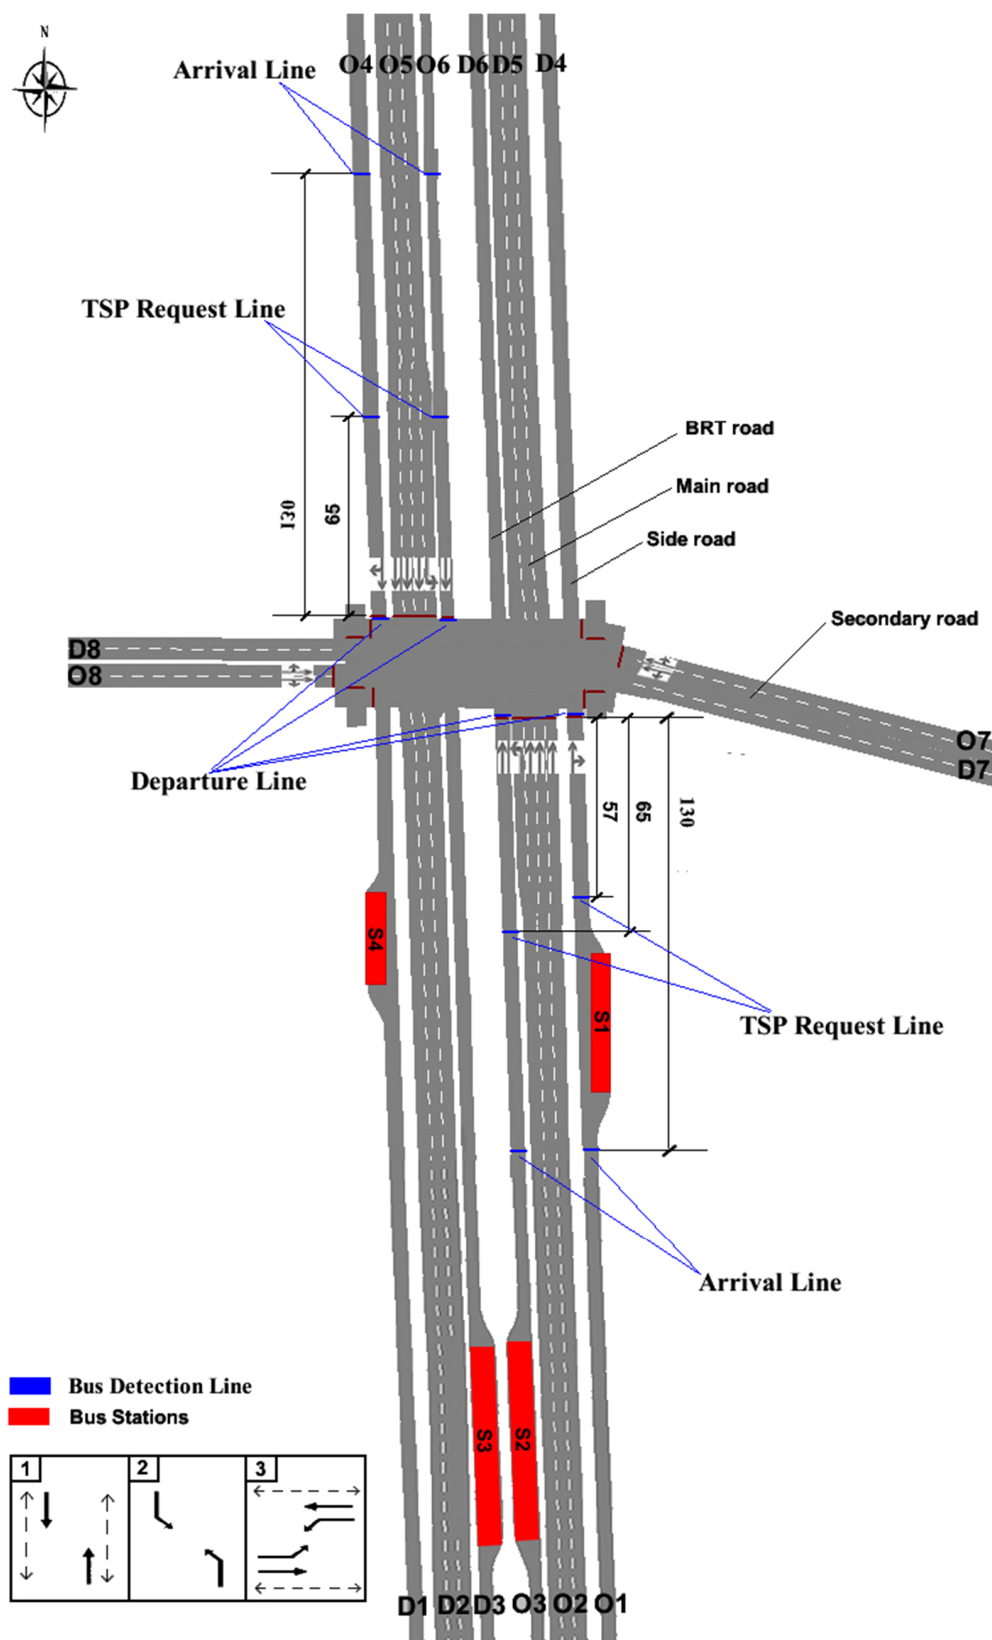 N
O4 O5 O6 D6 D5 D4
Arrival Line
TSP Request Line
130
65
BRT road
Main road
Side road
Secondary road
D8
O8
O7
D7
Departure Line
57
65
130
S4
S1
TSP Request Line
Arrival Line
S3
S2
Bus Detection Line
Bus Stations
1 2 3
D1 D2 D3 O3 O2 O1